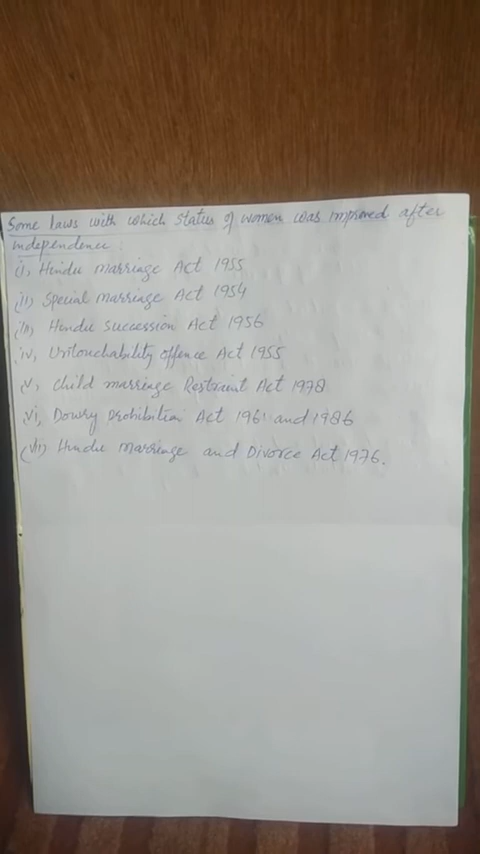 Some laws with which Status of women was improved after
independence :
(i), Hindu marriage Act 1955
(ii) Special marriage Act 1954
(iii) Hindu succession Act 1956
(iv, Untouchability offence Act 1955
(v, Child marriage Restraint Act 1978
(vi, Dowry prohibition Act 1961 and 1986
(vii) Hindu marriage and Divorce Act 1976.